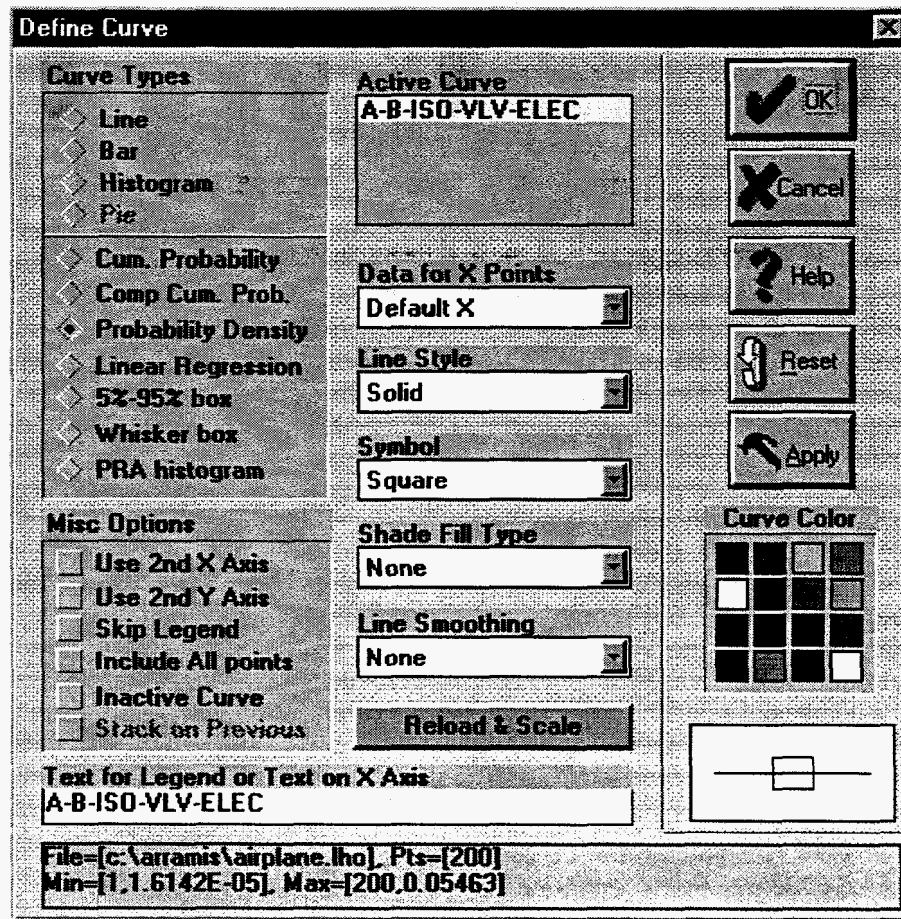 Define Curve
Curve Types
Line
Bar
Histogram
Pie
Cum. Probability
Comp Cum. Prob.
Probability Density
Linear Regression
5%-95% box
Whisker box
PRA histogram
Misc Options
Use 2nd X Axis
Use 2nd Y Axis
Skip Legend
Include All points
Inactive Curve
Stack on Previous
Active Curve
A-B-ISO-VLV-ELEC
Data for X Points
Default X
Line Style
Solid
Symbol
Square
Shade Fill Type
None
Line Smoothing
None
Reload & Scale
OK
Cancel
Help
Reset
Apply
Curve Color
Text for Legend or Text on X Axis
A-B-ISO-VLV-ELEC
File=[c:\arramis\airplane.lho], Pts=[200]
Min=[1,1.6142E-05], Max=[200,0.05463]